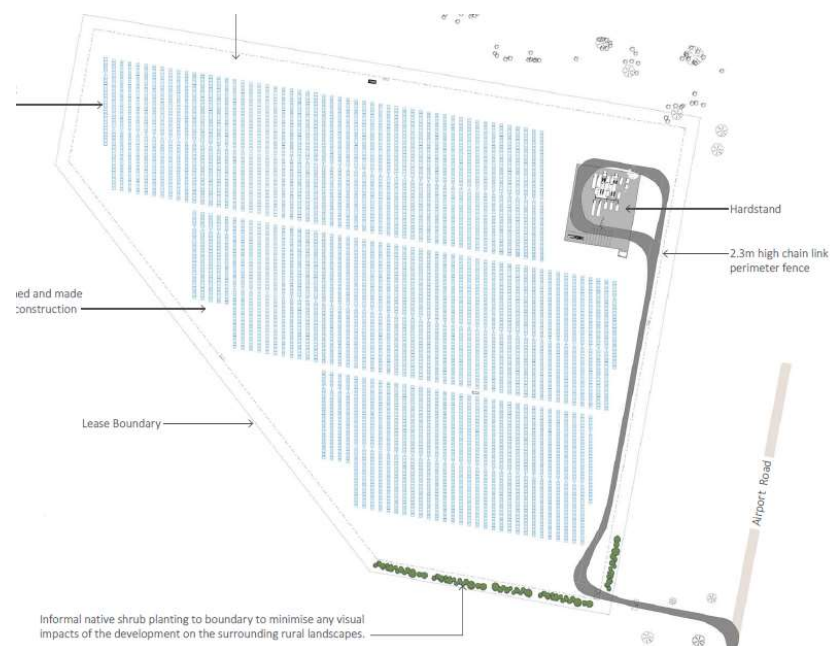 Hardstand
2.3m high chain link
perimeter fence
ned and made
construction
Lease Boundary
Airport Road
Informal native shrub planting to boundary to minimise any visual
impacts of the development on the surrounding rural landscapes.